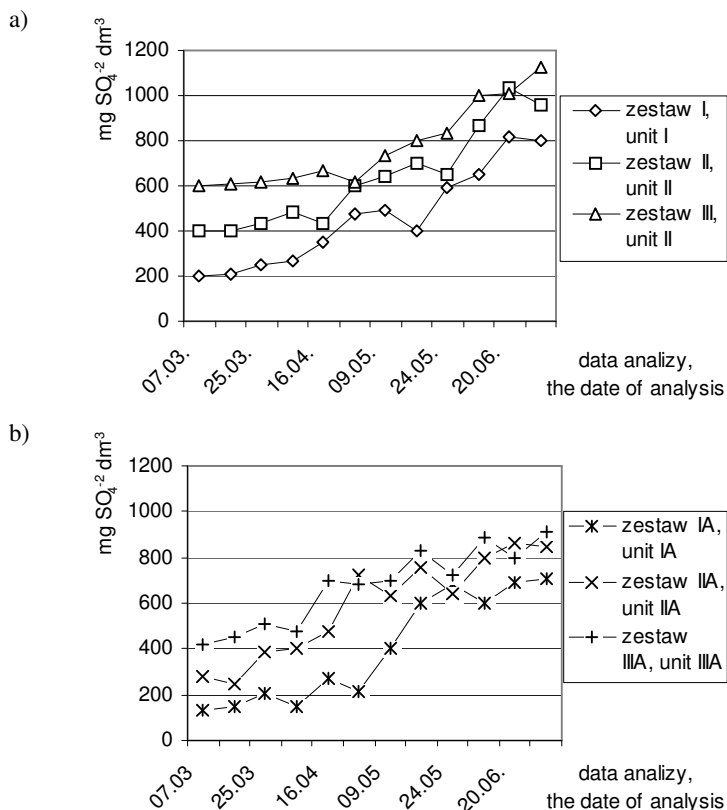 a)
mg SO₄⁻² dm⁻³
1200
1000
800
600
400
200
0
07.03.
25.03.
16.04.
09.05.
24.05.
20.06.
data analizy,
the date of analysis
zestaw I,
unit I
zestaw II,
unit II
zestaw III,
unit II
b)
mg SO₄⁻² dm⁻³
1200
1000
800
600
400
200
0
07.03
25.03
16.04
09.05
24.05
20.06.
data analizy,
the date of analysis
zestaw IA,
unit IA
zestaw IIA,
unit IIA
zestaw
IIIA, unit IIIA